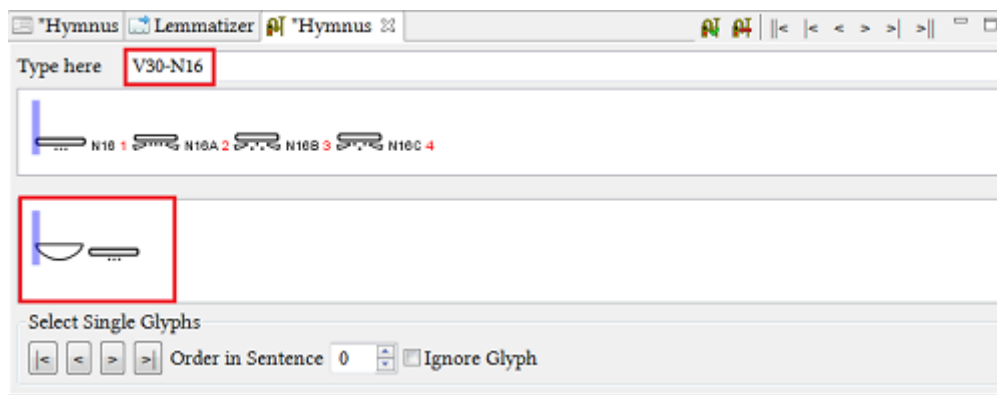 *Hymnus Lemmatizer *Hymnus
||< |< < > >| >||
Type here V30-N16
N16 1 N16A 2 N16B 3 N16C 4
Select Single Glyphs
|< < > >| Order in Sentence 0 Ignore Glyph